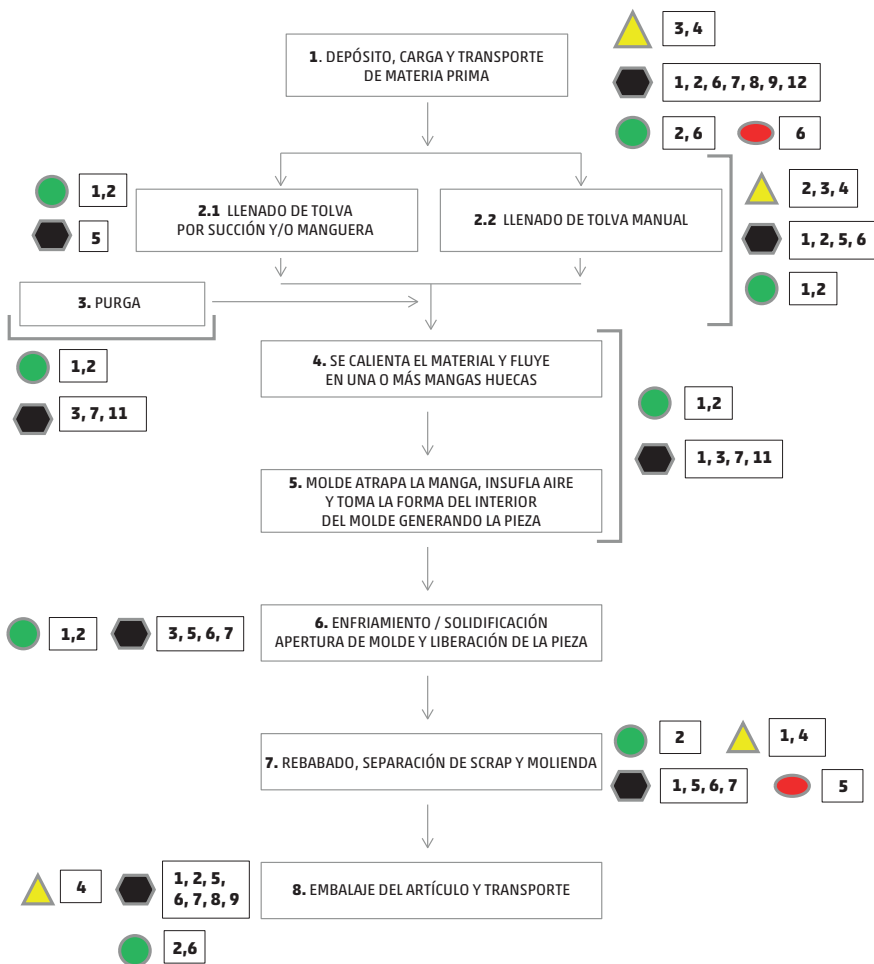 1. DEPÓSITO, CARGA Y TRANSPORTE
DE MATERIA PRIMA
3, 4
1, 2, 6, 7, 8, 9, 12
2, 6
6
1,2
5
2.1 LLENADO DE TOLVA
POR SUCCIÓN Y/O MANGUERA
2.2 LLENADO DE TOLVA MANUAL
2, 3, 4
1, 2, 5, 6
1,2
3. PURGA
1,2
3, 7, 11
4. SE CALIENTA EL MATERIAL Y FLUYE
EN UNA O MÁS MANGAS HUECAS
1,2
1, 3, 7, 11
5. MOLDE ATRAPA LA MANGA, INSUFLA AIRE
Y TOMA LA FORMA DEL INTERIOR
DEL MOLDE GENERANDO LA PIEZA
1,2
3, 5, 6, 7
6. ENFRIAMIENTO / SOLIDIFICACIÓN
APERTURA DE MOLDE Y LIBERACIÓN DE LA PIEZA
7. REBABADO, SEPARACIÓN DE SCRAP Y MOLIENDA
2
1, 4
1, 5, 6, 7
5
4
1, 2, 5,
6, 7, 8, 9
2,6
8. EMBALAJE DEL ARTÍCULO Y TRANSPORTE